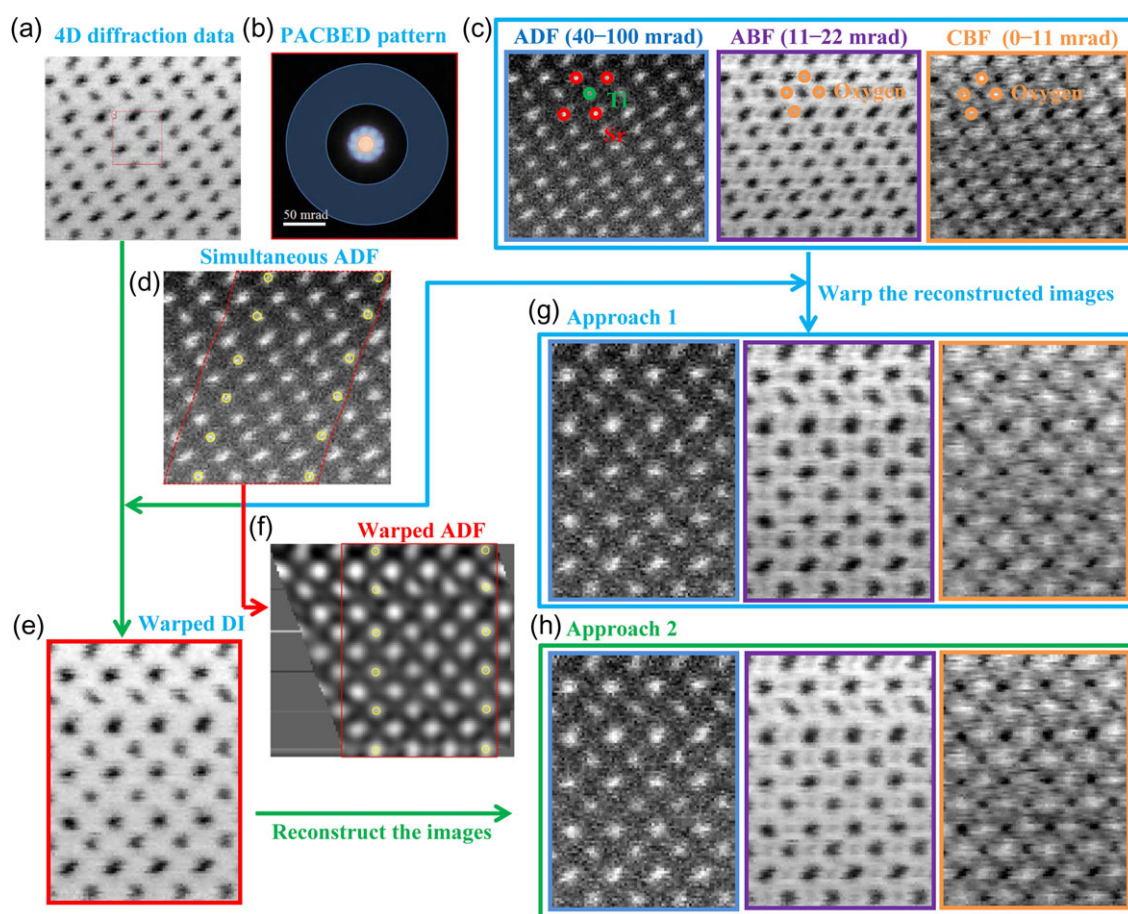 (a) 4D diffraction data
(b) PACBED pattern
50 mrad
(c) ADF (40–100 mrad) ABF (11–22 mrad) CBF (0–11 mrad)
Ti
Sr
Oxygen
Oxygen
Simultaneous ADF
(d)
Warp the reconstructed images
(g) Approach 1
(f) Warped ADF
(e) Warped DI
(h) Approach 2
Reconstruct the images